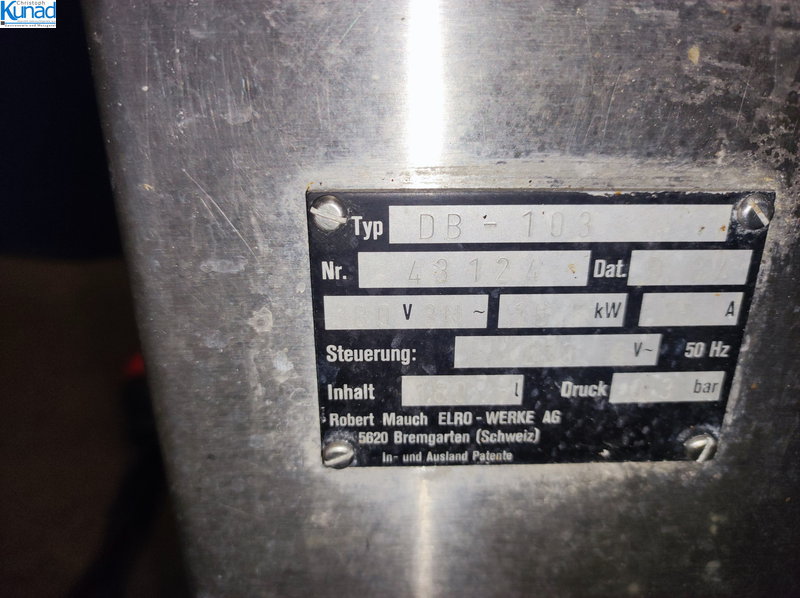 Christoph
Kunad
Typ DB - 103
Nr. 43124 Dat.
V ~ kW A
Steuerung: V~ 50 Hz
Inhalt l Druck bar
Robert Mauch ELRO - WERKE AG
5620 Bremgarten (Schweiz)
In- und Ausland Patente